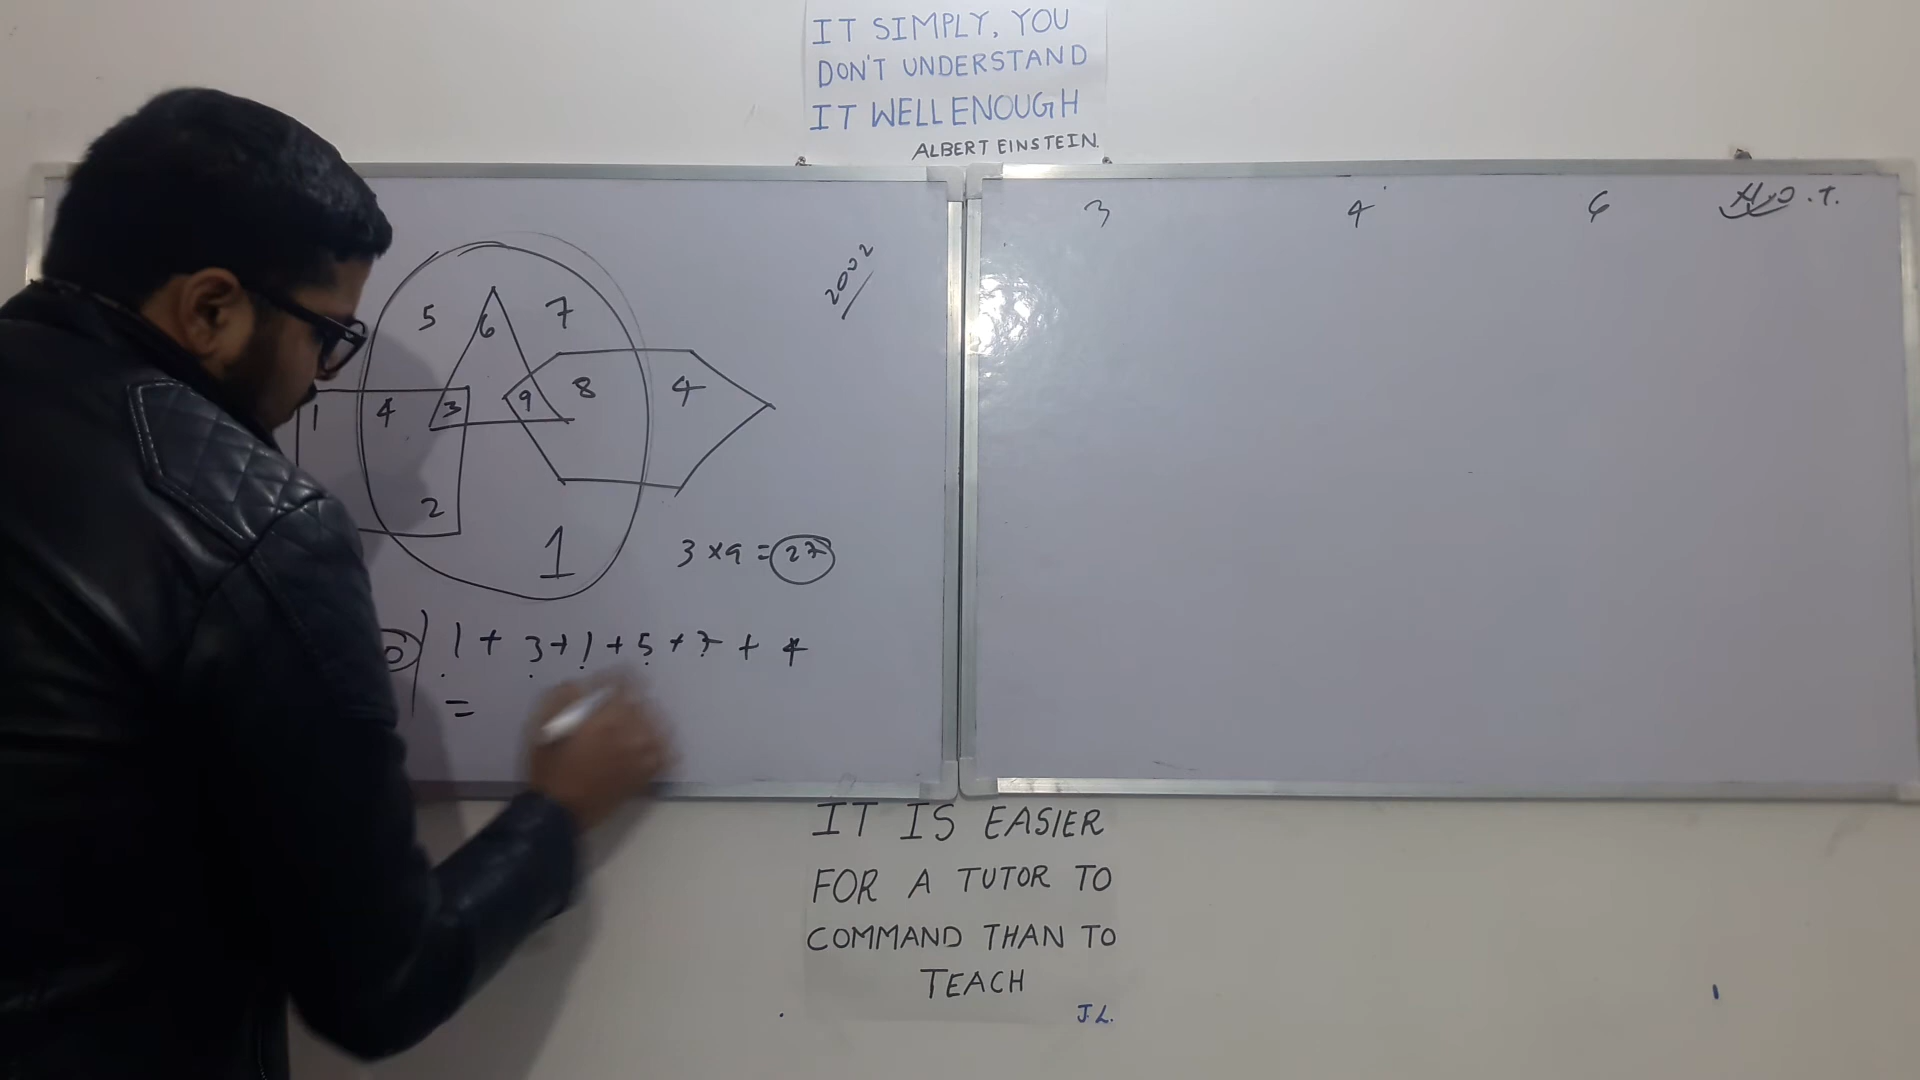 IT SIMPLY, YOU
DON'T UNDERSTAND
IT WELL ENOUGH
ALBERT EINSTEIN.
2002
5 6 7
1 4 3 9 8 4
2
1
3 × 9 = 27
1 + 3 + 1 + 5 + 7 + 4
=
3 4 6
IT IS EASIER
FOR A TUTOR TO
COMMAND THAN TO
TEACH
J.L.